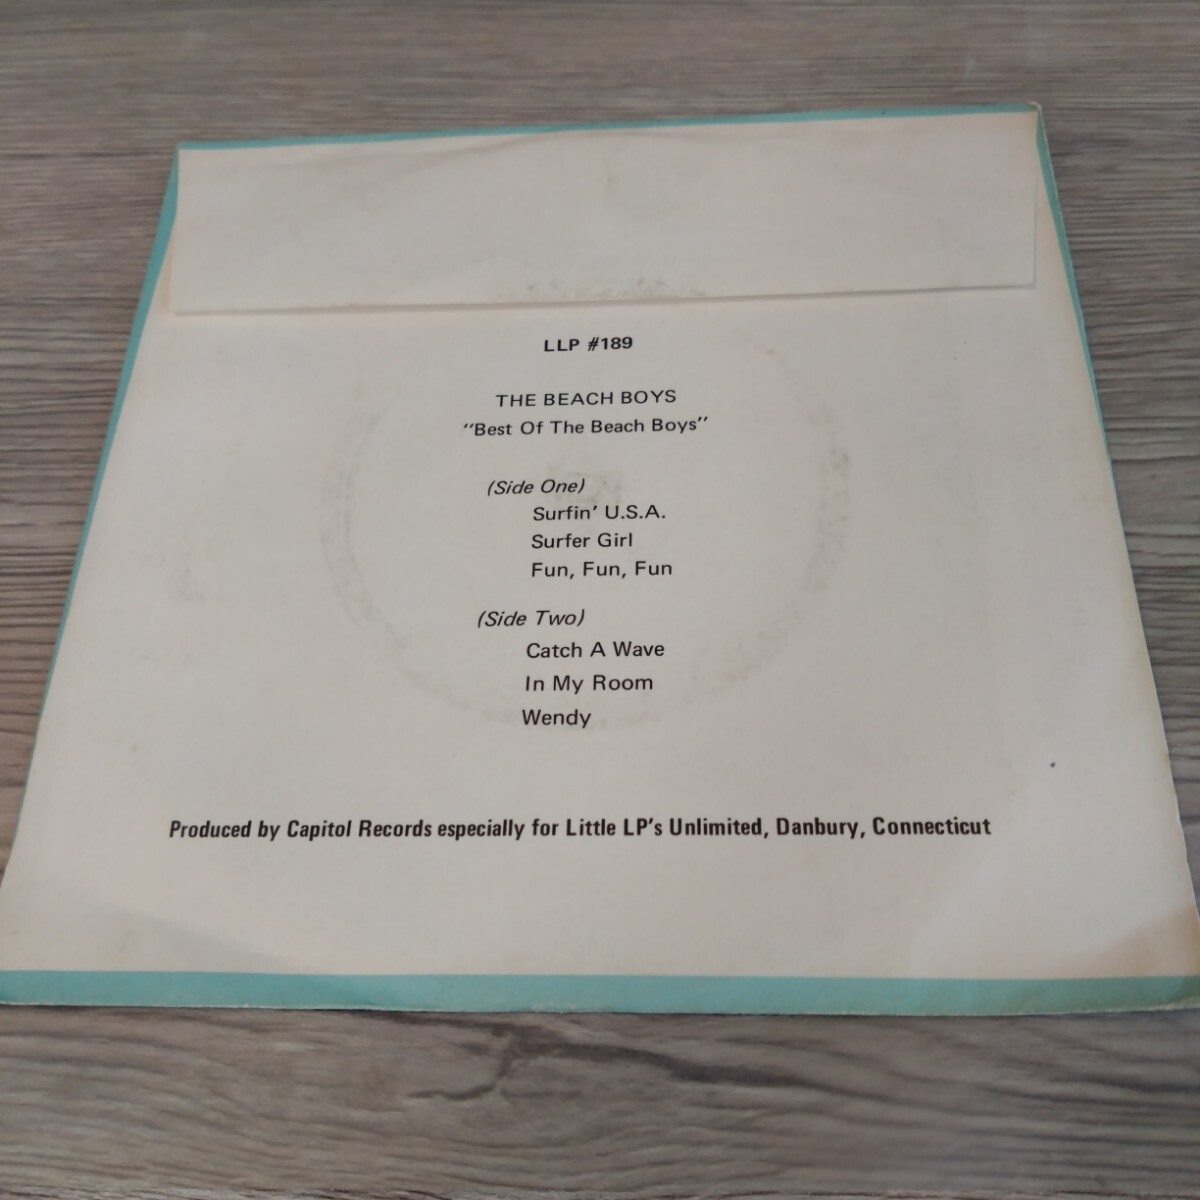 LLP #189
THE BEACH BOYS
"Best Of The Beach Boys"
(Side One)
Surfin' U.S.A.
Surfer Girl
Fun, Fun, Fun
(Side Two)
Catch A Wave
In My Room
Wendy
Produced by Capitol Records especially for Little LP's Unlimited, Danbury, Connecticut